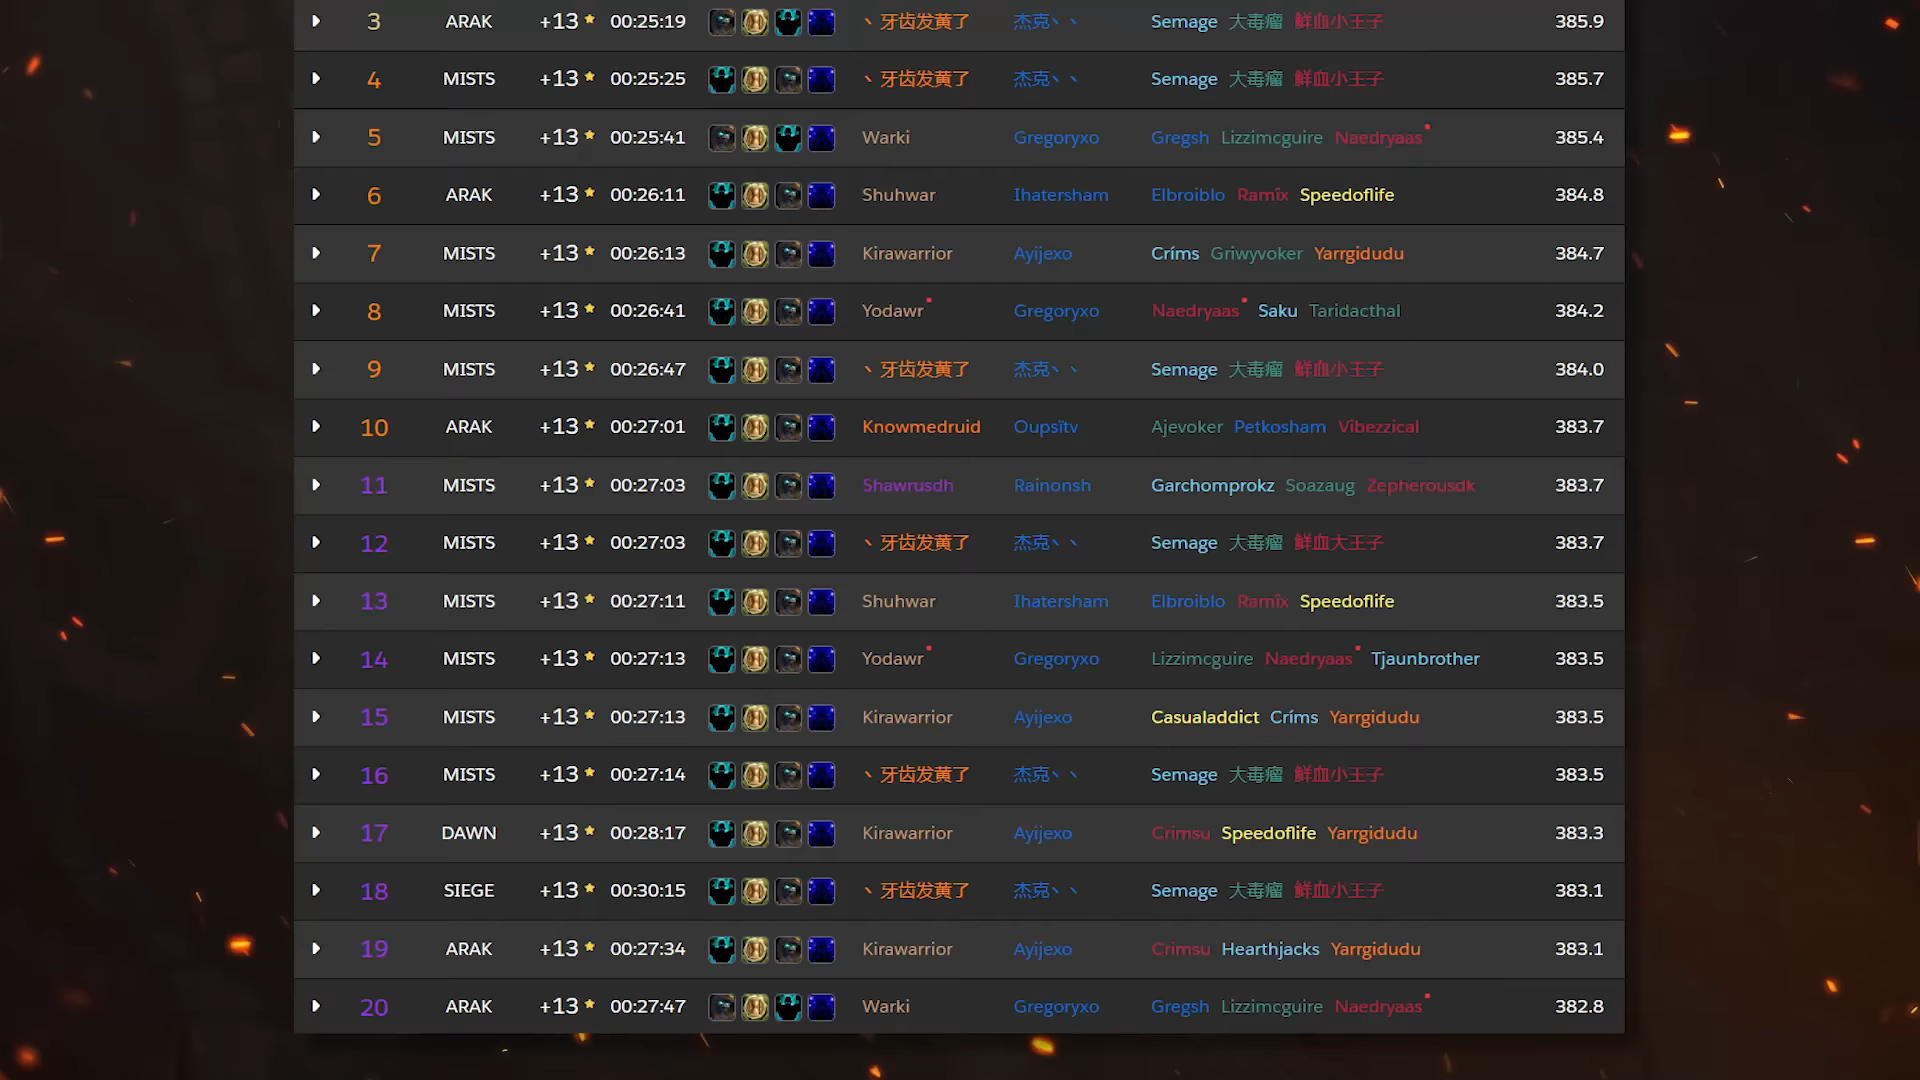 3 ARAK +13 00:25:19 丶牙齿发黄了 杰克丶丶 Semage 大毒瘤 鲜血小王子 385.9
4 MISTS +13 00:25:25 丶牙齿发黄了 杰克丶丶 Semage 大毒瘤 鲜血小王子 385.7
5 MISTS +13 00:25:41 Warki Gregoryxo Gregsh Lizzimcguire Naedryaas 385.4
6 ARAK +13 00:26:11 Shuhwar Ihatersham Elbroiblo Ramîx Speedoflife 384.8
7 MISTS +13 00:26:13 Kirawarrior Ayijexo Críms Griwyvoker Yarrgidudu 384.7
8 MISTS +13 00:26:41 Yodawr Gregoryxo Naedryaas Saku Taridacthal 384.2
9 MISTS +13 00:26:47 丶牙齿发黄了 杰克丶丶 Semage 大毒瘤 鲜血小王子 384.0
10 ARAK +13 00:27:01 Knowmedruid Oupsïtv Ajevoker Petkosham Vibezzical 383.7
11 MISTS +13 00:27:03 Shawrusdh Rainonsh Garchomprokz Soazaug Zepherousdk 383.7
12 MISTS +13 00:27:03 丶牙齿发黄了 杰克丶丶 Semage 大毒瘤 鲜血大王子 383.7
13 MISTS +13 00:27:11 Shuhwar Ihatersham Elbroiblo Ramîx Speedoflife 383.5
14 MISTS +13 00:27:13 Yodawr Gregoryxo Lizzimcguire Naedryaas Tjaunbrother 383.5
15 MISTS +13 00:27:13 Kirawarrior Ayijexo Casualaddict Críms Yarrgidudu 383.5
16 MISTS +13 00:27:14 丶牙齿发黄了 杰克丶丶 Semage 大毒瘤 鲜血小王子 383.5
17 DAWN +13 00:28:17 Kirawarrior Ayijexo Crimsu Speedoflife Yarrgidudu 383.3
18 SIEGE +13 00:30:15 丶牙齿发黄了 杰克丶丶 Semage 大毒瘤 鲜血小王子 383.1
19 ARAK +13 00:27:34 Kirawarrior Ayijexo Crimsu Hearthjacks Yarrgidudu 383.1
20 ARAK +13 00:27:47 Warki Gregoryxo Gregsh Lizzimcguire Naedryaas 382.8